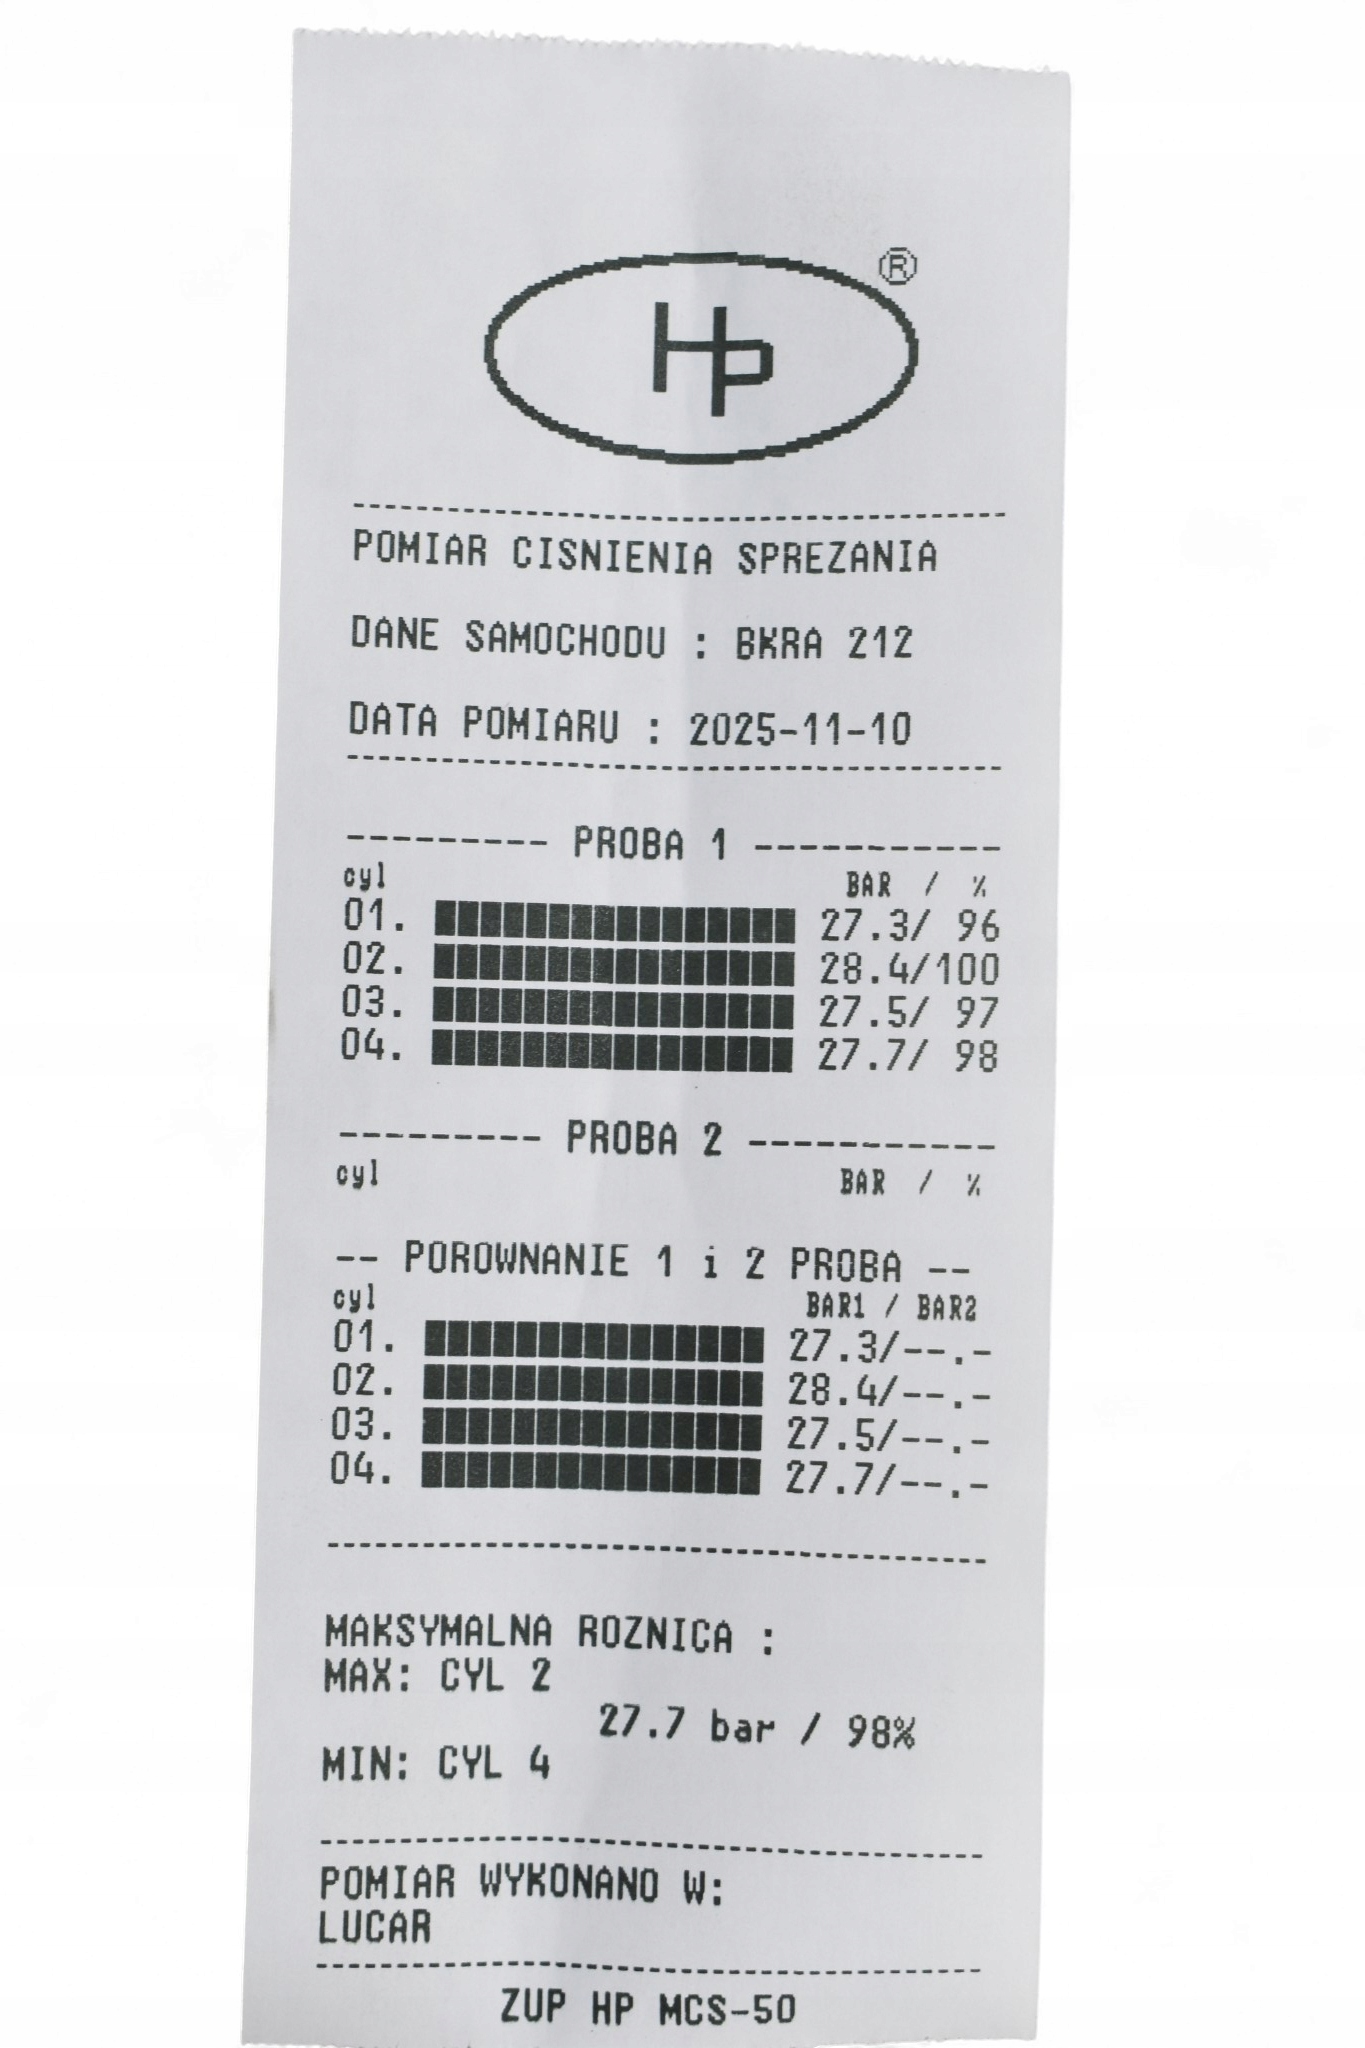 HP ®
POMIAR CISNIENIA SPREZANIA
DANE SAMOCHODU : BKRA 212
DATA POMIARU : 2025-11-10
--------- PROBA 1 -----------
cyl BAR / %
01. 27.3/ 96
02. 28.4/100
03. 27.5/ 97
04. 27.7/ 98
--------- PROBA 2 -----------
cyl BAR / %
-- POROWNANIE 1 i 2 PROBA --
cyl BAR1 / BAR2
01. 27.3/--.-
02. 28.4/--.-
03. 27.5/--.-
04. 27.7/--.-
MAKSYMALNA ROZNICA :
MAX: CYL 2
27.7 bar / 98%
MIN: CYL 4
POMIAR WYKONANO W:
LUCAR
ZUP HP MCS-50